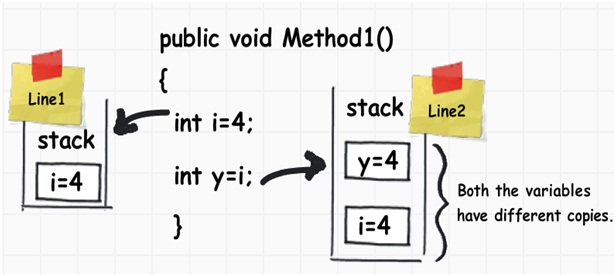 public void Method1()
{
Line1
stack
i=4
int i=4;
int y=i;
}
stack
Line2
y=4
i=4
Both the variables
have different copies.